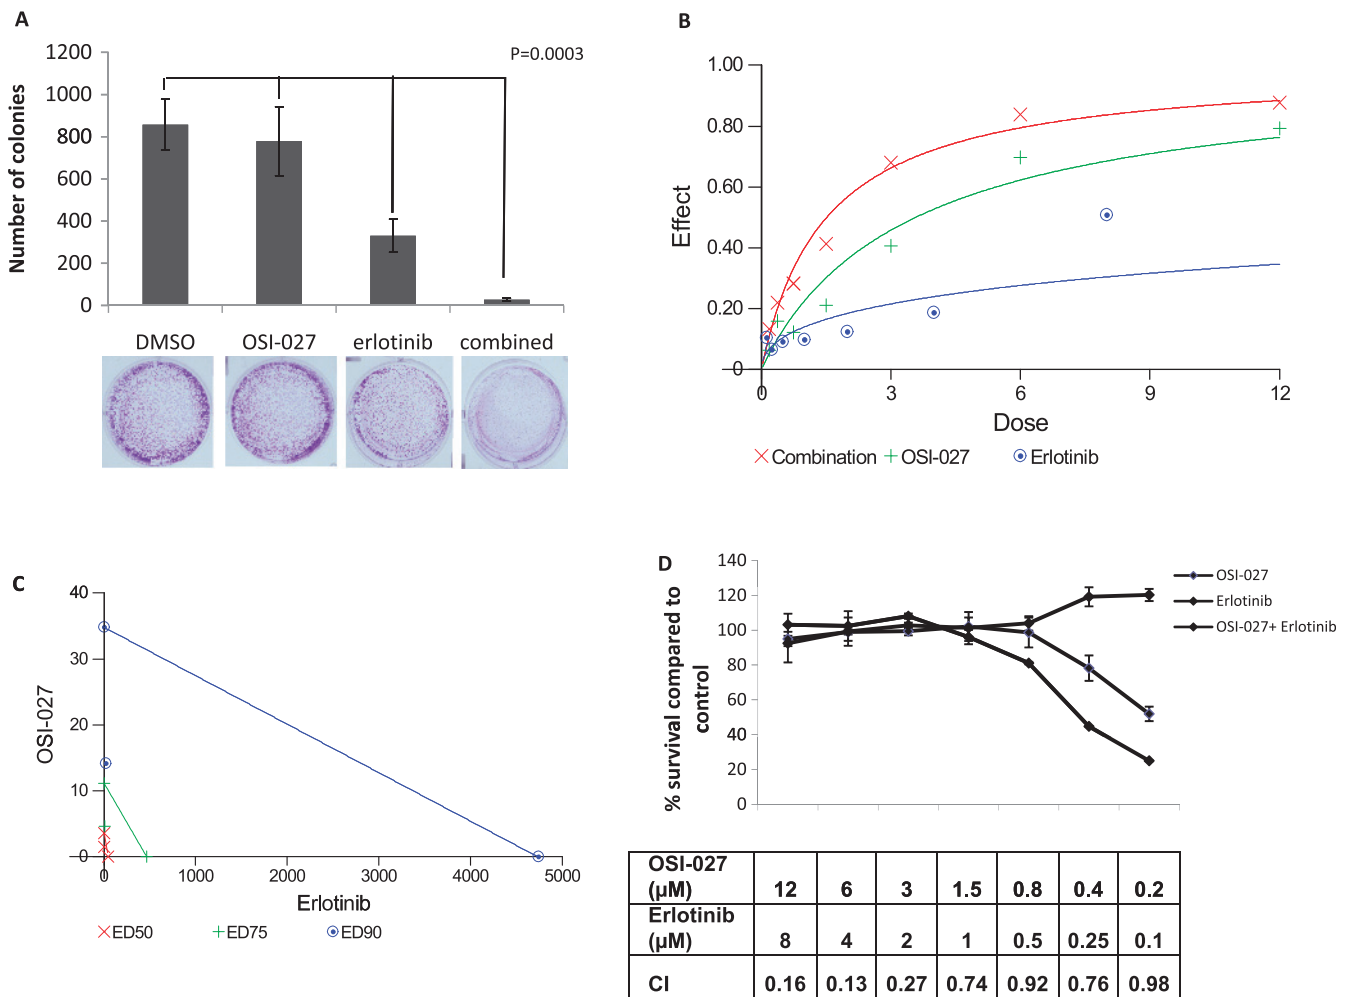 A
P=0.0003
Number of colonies
1200
1000
800
600
400
200
0
DMSO OSI-027 erlotinib combined
B
Effect
1.00
0.80
0.60
0.40
0.20
0
0 3 6 9 12
Dose
Combination OSI-027 Erlotinib
C
OSI-027
40
30
20
10
0
0 1000 2000 3000 4000 5000
Erlotinib
ED50 ED75 ED90
D
% survival compared to
control
140
120
100
80
60
40
20
0
OSI-027
Erlotinib
OSI-027+ Erlotinib
OSI-027
(µM) 12 6 3 1.5 0.8 0.4 0.2
Erlotinib
(µM) 8 4 2 1 0.5 0.25 0.1
CI 0.16 0.13 0.27 0.74 0.92 0.76 0.98